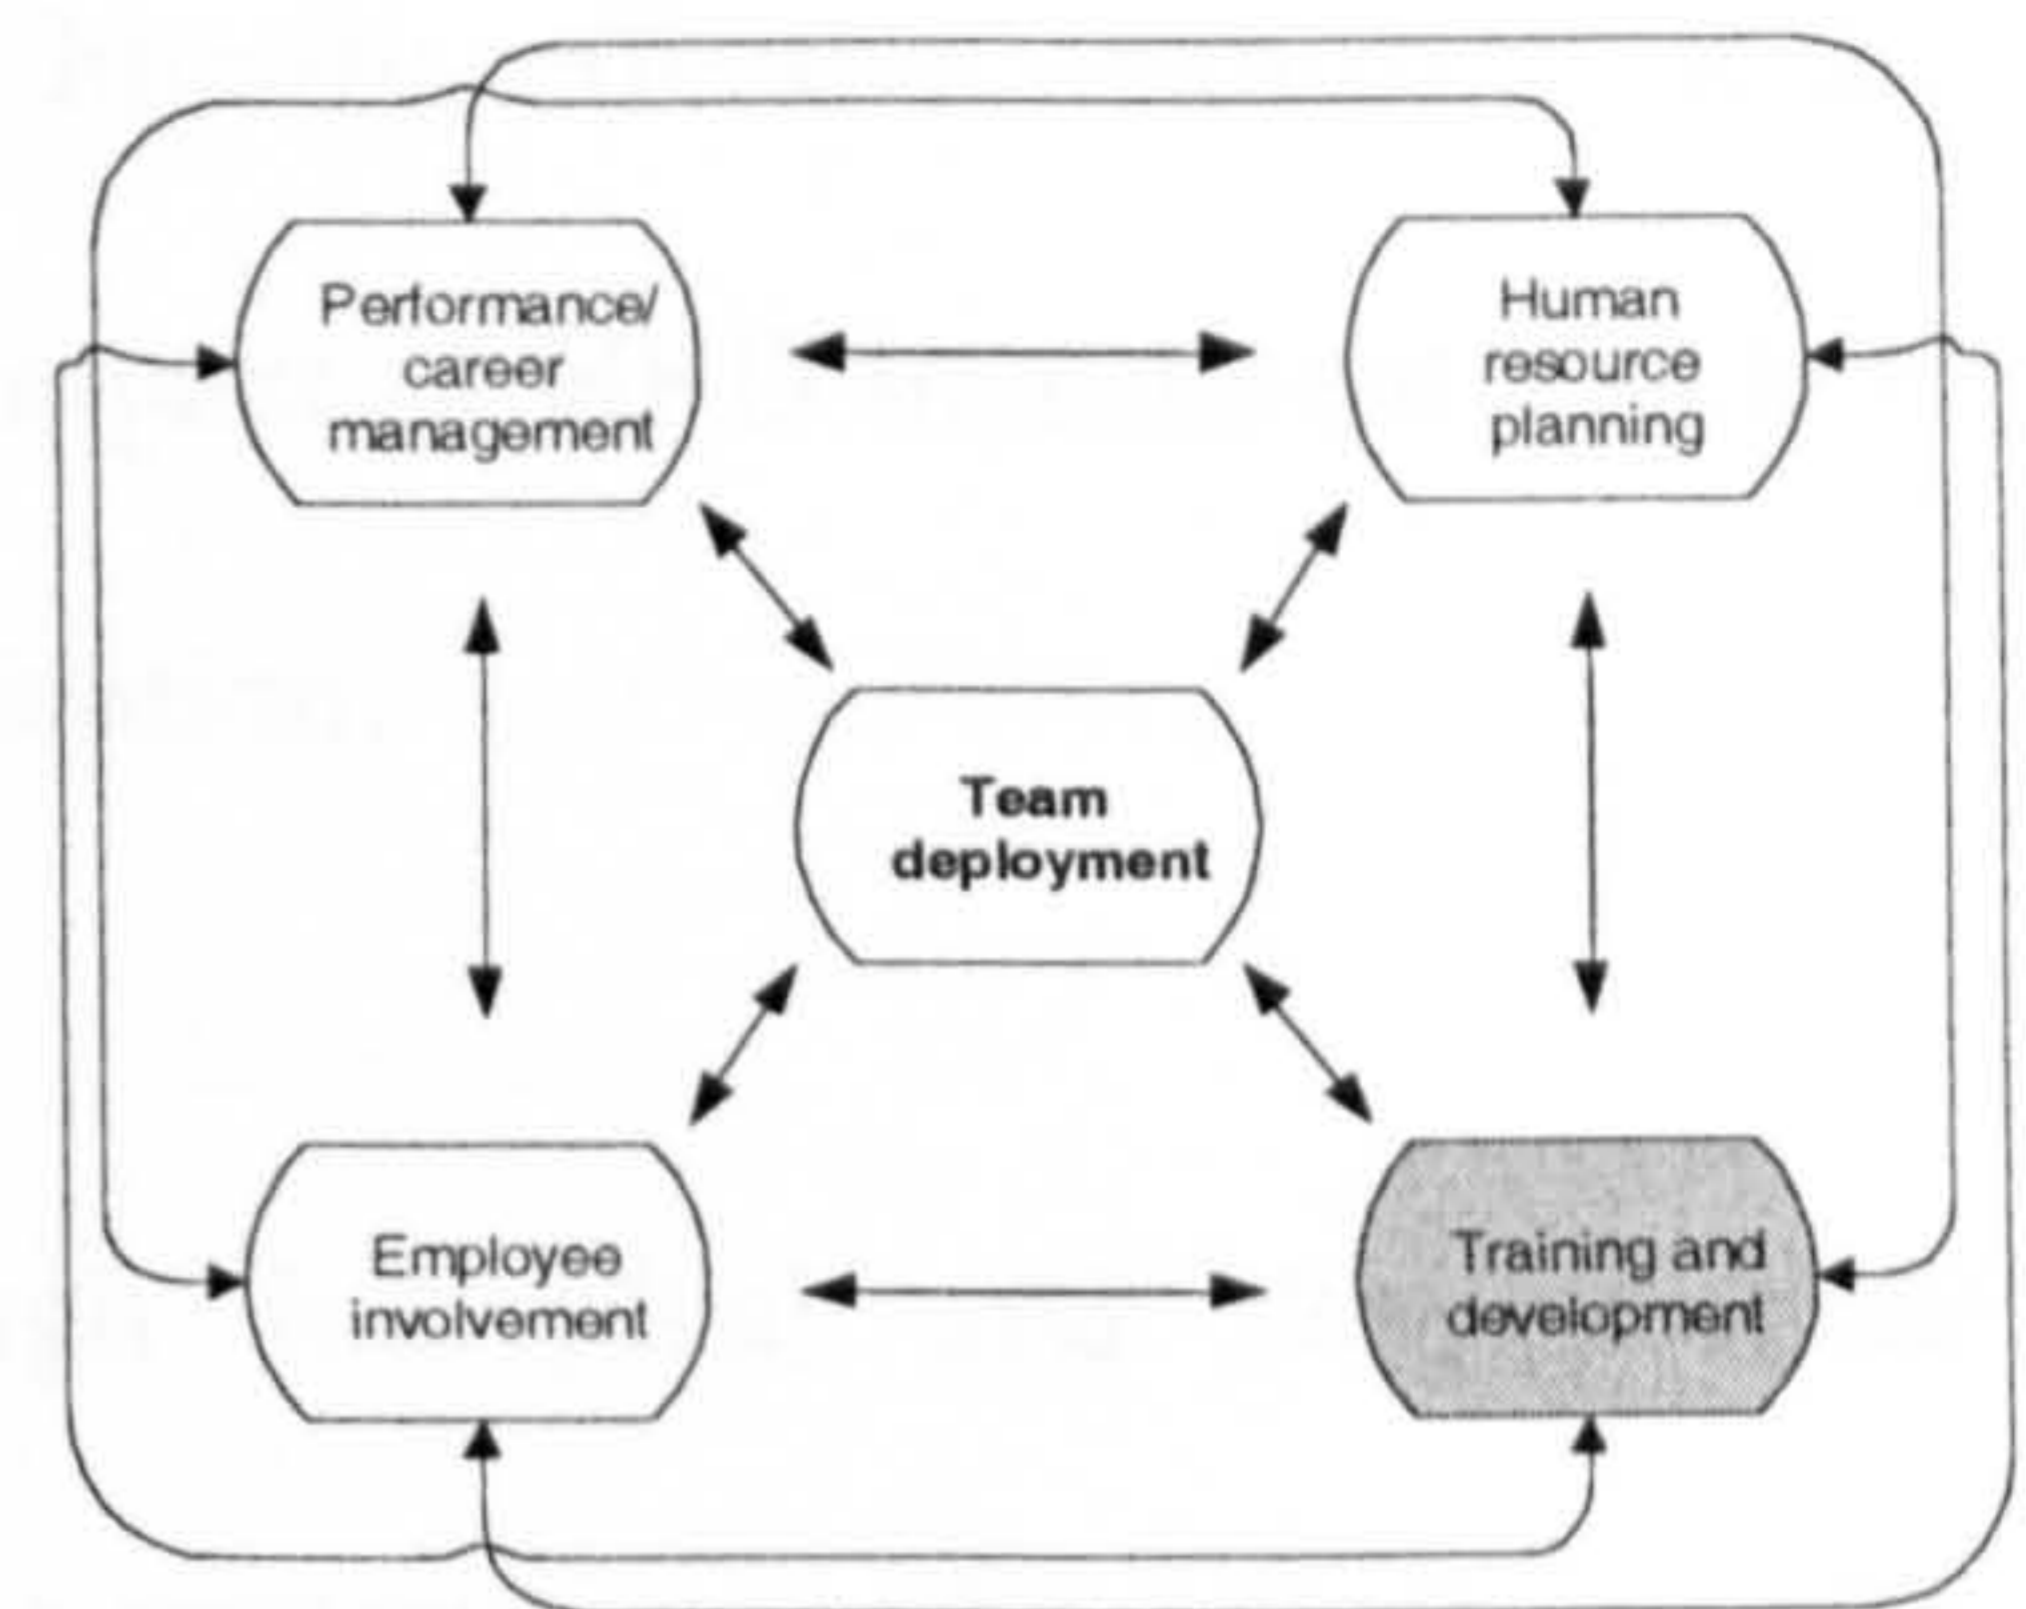 Performance/
career
management
Human
resource
planning
Team
deployment
Employee
involvement
Training and
development